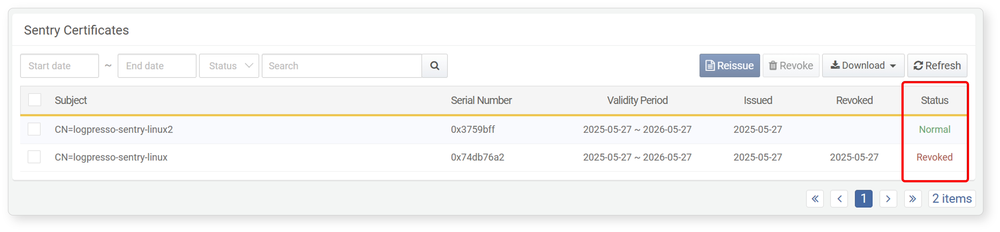 Sentry Certificates
Start date ~ End date Status Search Reissue Revoke Download Refresh
Subject Serial Number Validity Period Issued Revoked Status
CN=logpresso-sentry-linux2 0x3759bff 2025-05-27 ~ 2026-05-27 2025-05-27 Normal
CN=logpresso-sentry-linux 0x74db76a2 2025-05-27 ~ 2026-05-27 2025-05-27 2025-05-27 Revoked
« ‹ 1 › » 2 items